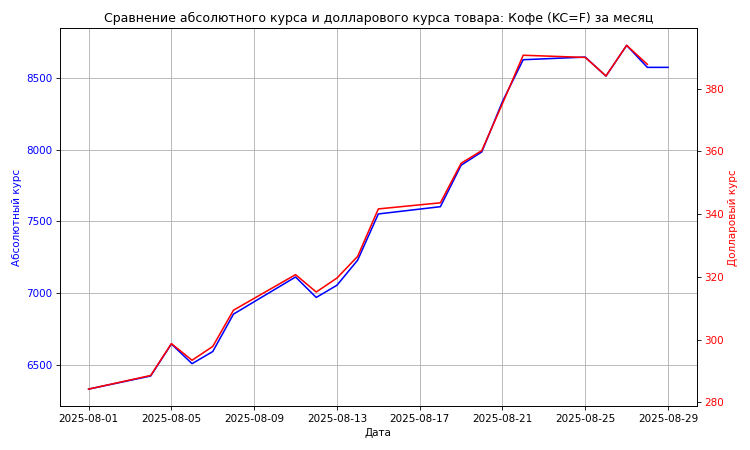 Сравнение абсолютного курса и долларового курса товара: Кофе (KC=F) за месяц
Абсолютный курс
8500
8000
7500
7000
6500
380
360
340
320
300
280
Долларовый курс
2025-08-01 2025-08-05 2025-08-09 2025-08-13 2025-08-17 2025-08-21 2025-08-25 2025-08-29
Дата